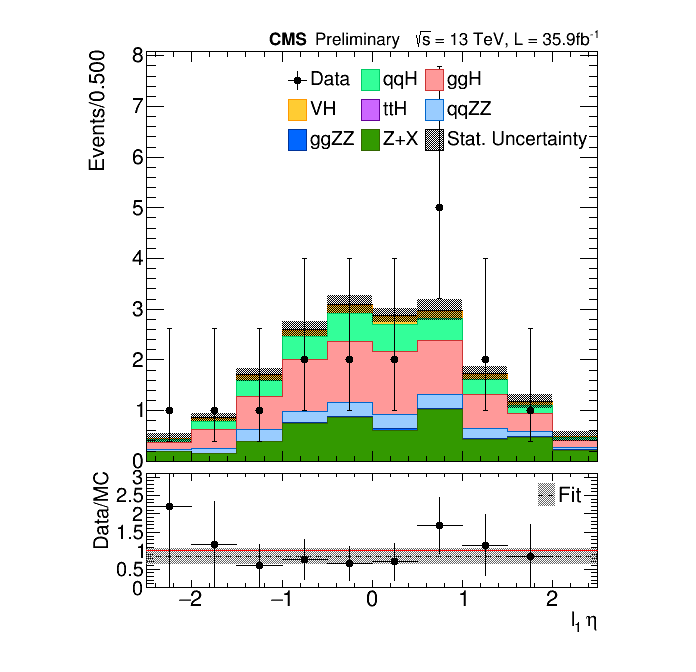 CMS Preliminary √s = 13 TeV, L = 35.9fb⁻¹
Events/0.500
8
7
6
5
4
3
2
1
0
Data qqH ggH
VH ttH qqZZ
ggZZ Z+X Stat. Uncertainty
Data/MC
3
2.5
2
1.5
1
0.5
0
Fit
−2 −1 0 1 2
l₁ η